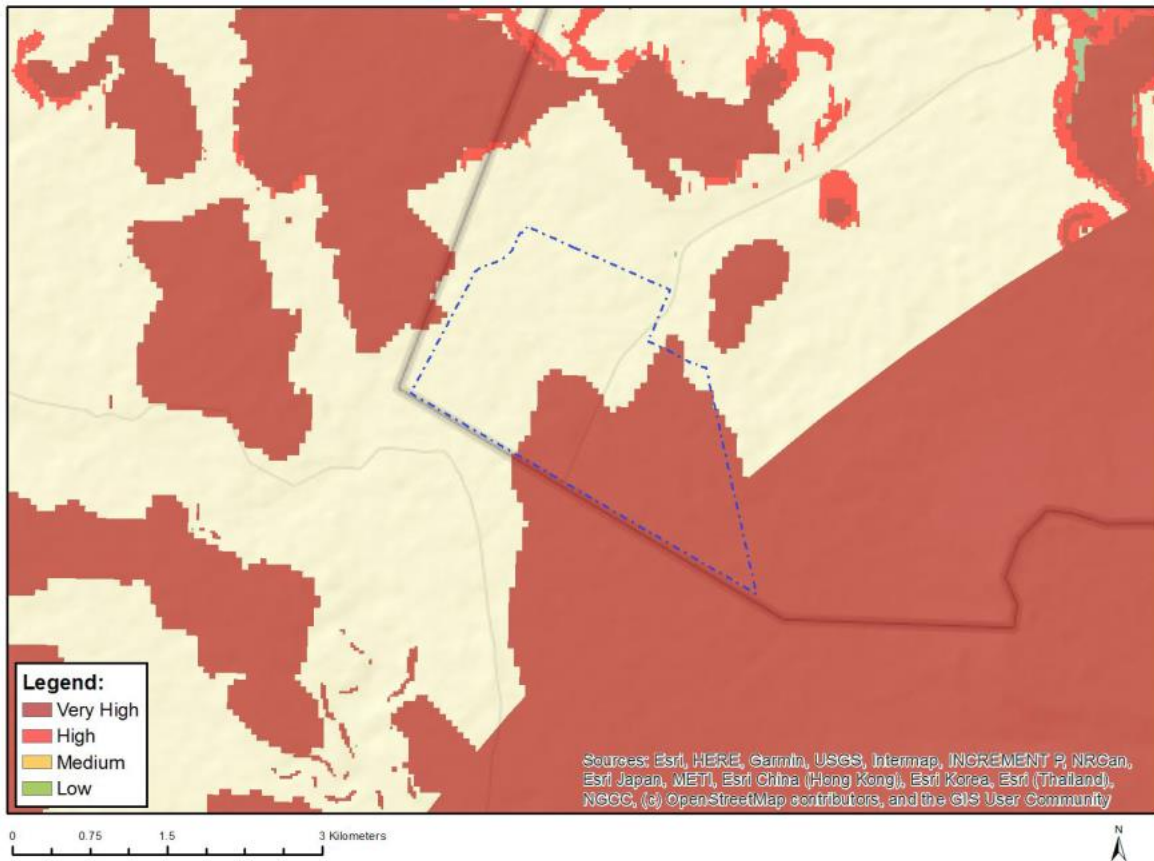 Legend:
Very High
High
Medium
Low
Sources: Esri, HERE, Garmin, USGS, Intermap, INCREMENT P, NRCan,
Esri Japan, METI, Esri China (Hong Kong), Esri Korea, Esri (Thailand),
NGCC, (c) OpenStreetMap contributors, and the GIS User Community
0 0.75 1.5 3 Kilometers
N